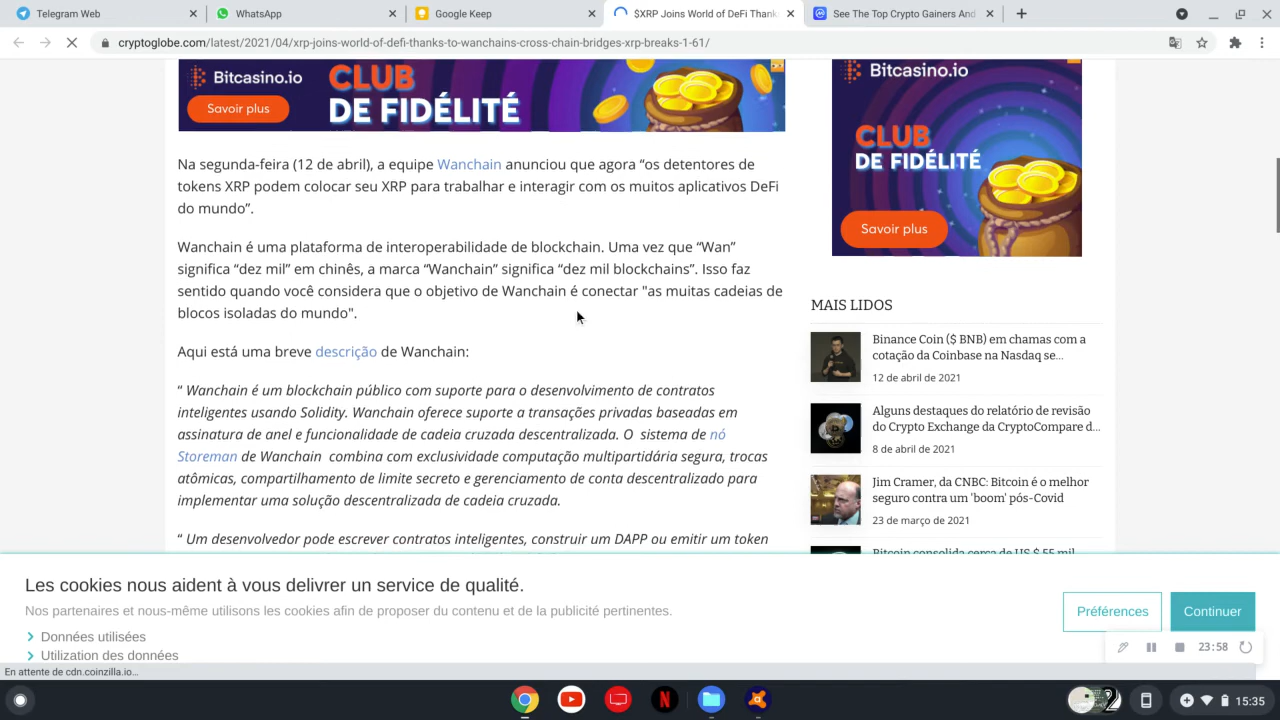 Telegram Web
WhatsApp
Google Keep
$XRP Joins World of DeFi Thank
See The Top Crypto Gainers And
cryptoglobe.com/latest/2021/04/xrp-joins-world-of-defi-thanks-to-wanchains-cross-chain-bridges-xrp-breaks-1-61/
Bitcasino.io
Savoir plus
CLUB
DE FIDÉLITÉ
Na segunda-feira (12 de abril), a equipe Wanchain anunciou que agora “os detentores de
tokens XRP podem colocar seu XRP para trabalhar e interagir com os muitos aplicativos DeFi
do mundo”.
Wanchain é uma plataforma de interoperabilidade de blockchain. Uma vez que “Wan”
significa “dez mil” em chinês, a marca “Wanchain” significa “dez mil blockchains”. Isso faz
sentido quando você considera que o objetivo de Wanchain é conectar "as muitas cadeias de
blocos isoladas do mundo".
Aqui está uma breve descrição de Wanchain:
“ Wanchain é um blockchain público com suporte para o desenvolvimento de contratos
inteligentes usando Solidity. Wanchain oferece suporte a transações privadas baseadas em
assinatura de anel e funcionalidade de cadeia cruzada descentralizada. O sistema de nó
Storeman de Wanchain combina com exclusividade computação multipartidária segura, trocas
atômicas, compartilhamento de limite secreto e gerenciamento de conta descentralizado para
implementar uma solução descentralizada de cadeia cruzada.
“ Um desenvolvedor pode escrever contratos inteligentes, construir um DAPP ou emitir um token
Bitcasino.io
CLUB
DE FIDÉLITÉ
Savoir plus
MAIS LIDOS
Binance Coin ($ BNB) em chamas com a
cotação da Coinbase na Nasdaq se...
12 de abril de 2021
Alguns destaques do relatório de revisão
do Crypto Exchange da CryptoCompare d...
8 de abril de 2021
Jim Cramer, da CNBC: Bitcoin é o melhor
seguro contra um 'boom' pós-Covid
23 de março de 2021
Bitcoin consolida cerca de US $ 55 mil
Les cookies nous aident à vous delivrer un service de qualité.
Nos partenaires et nous-même utilisons les cookies afin de proposer du contenu et de la publicité pertinentes.
Données utilisées
Utilization des données
Préférences
Continuer
23:58
En attente de cdn.coinzilla.io...
2
15:35